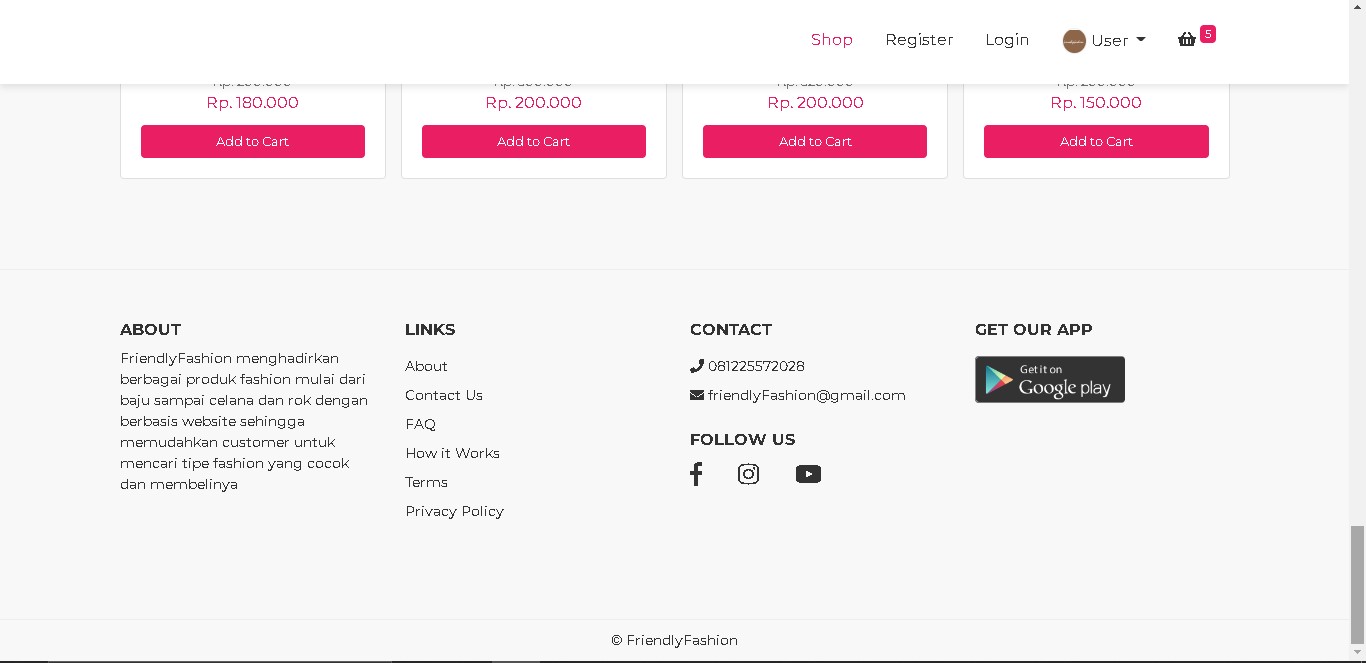 Shop Register Login User 5
Rp. 180.000 Rp. 200.000 Rp. 200.000 Rp. 150.000
Add to Cart Add to Cart Add to Cart Add to Cart
ABOUT
FriendlyFashion menghadirkan
berbagai produk fashion mulai dari
baju sampai celana dan rok dengan
berbasis website sehingga
memudahkan customer untuk
mencari tipe fashion yang cocok
dan membelinya
LINKS
About
Contact Us
FAQ
How it Works
Terms
Privacy Policy
CONTACT
081225572028
friendlyFashion@gmail.com
FOLLOW US
GET OUR APP
Get it on
Google play
© FriendlyFashion